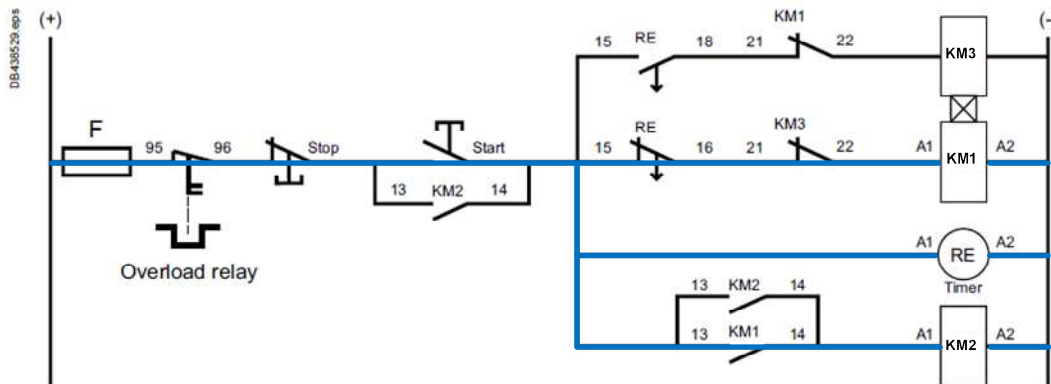 DB438529.eps
(+)
KM1
(-)
15 RE 18 21 22
KM3
F
95 96
Stop
Start
RE
KM3
15 16 21 22
A1 A2
KM1
13 KM2 14
Overload relay
A1 A2
RE
Timer
13 KM2 14
13 KM1 14
A1 A2
KM2